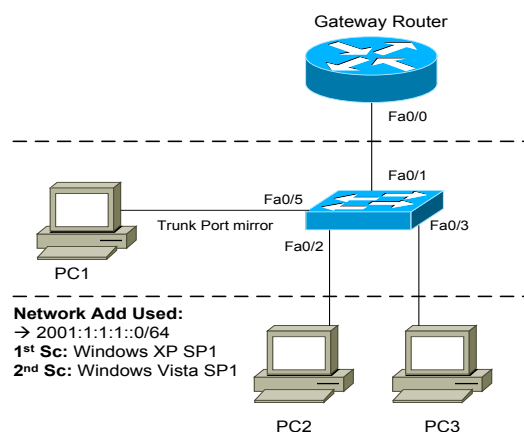 Gateway Router
Fa0/0
Fa0/1
Fa0/5
Trunk Port mirror
Fa0/2
Fa0/3
PC1
Network Add Used:
→ 2001:1:1:1::0/64
1st Sc: Windows XP SP1
2nd Sc: Windows Vista SP1
PC2
PC3